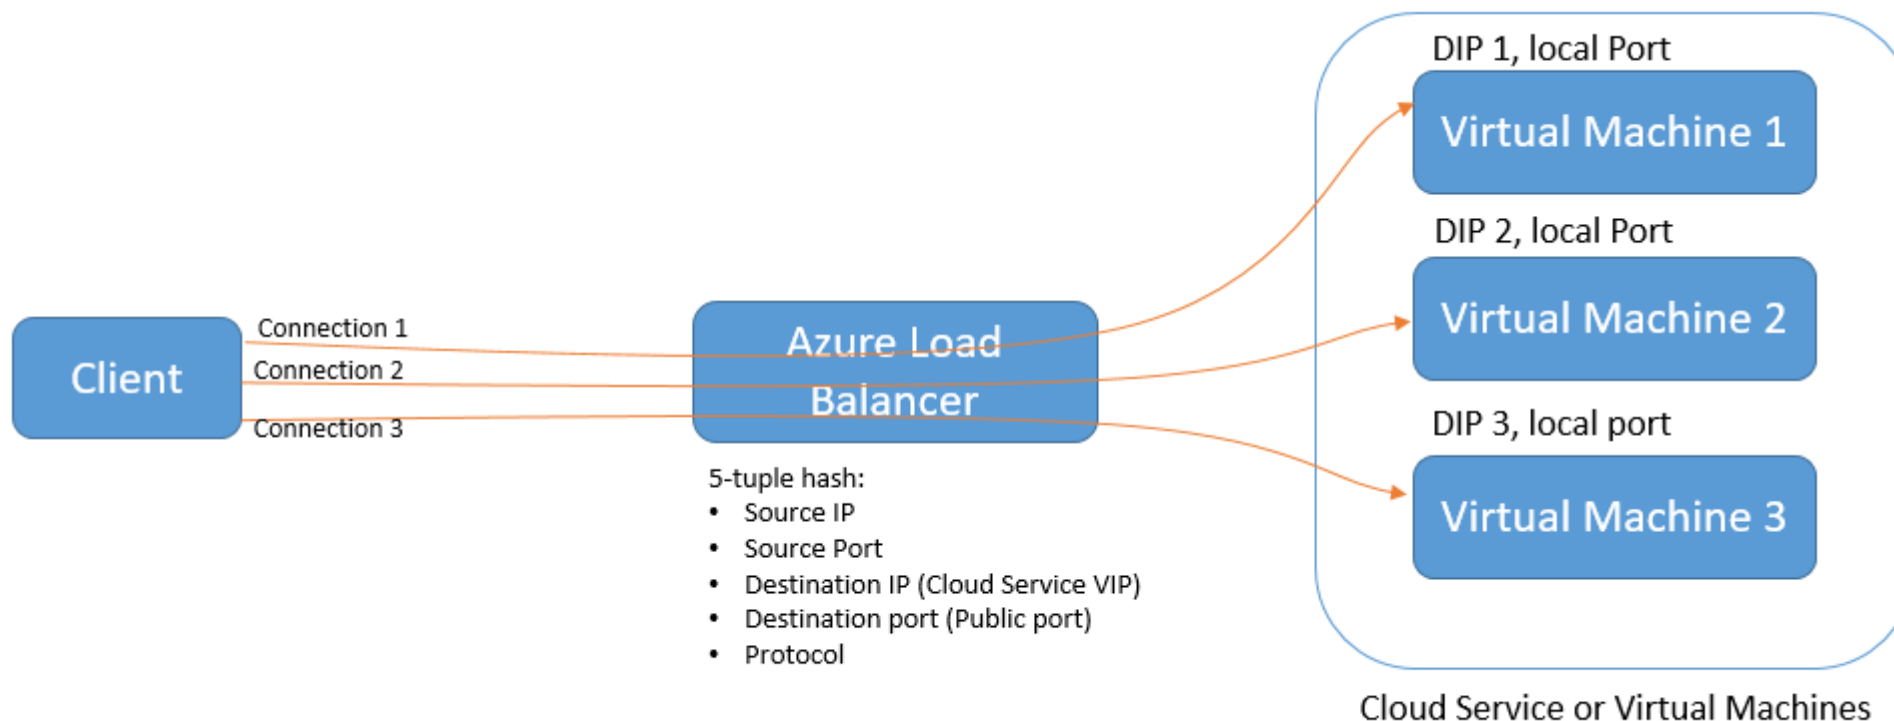 DIP 1, local Port
Virtual Machine 1
DIP 2, local Port
Virtual Machine 2
DIP 3, local port
Virtual Machine 3
Cloud Service or Virtual Machines
Client
Connection 1
Connection 2
Connection 3
Azure Load
Balancer
5-tuple hash:
• Source IP
• Source Port
• Destination IP (Cloud Service VIP)
• Destination port (Public port)
• Protocol